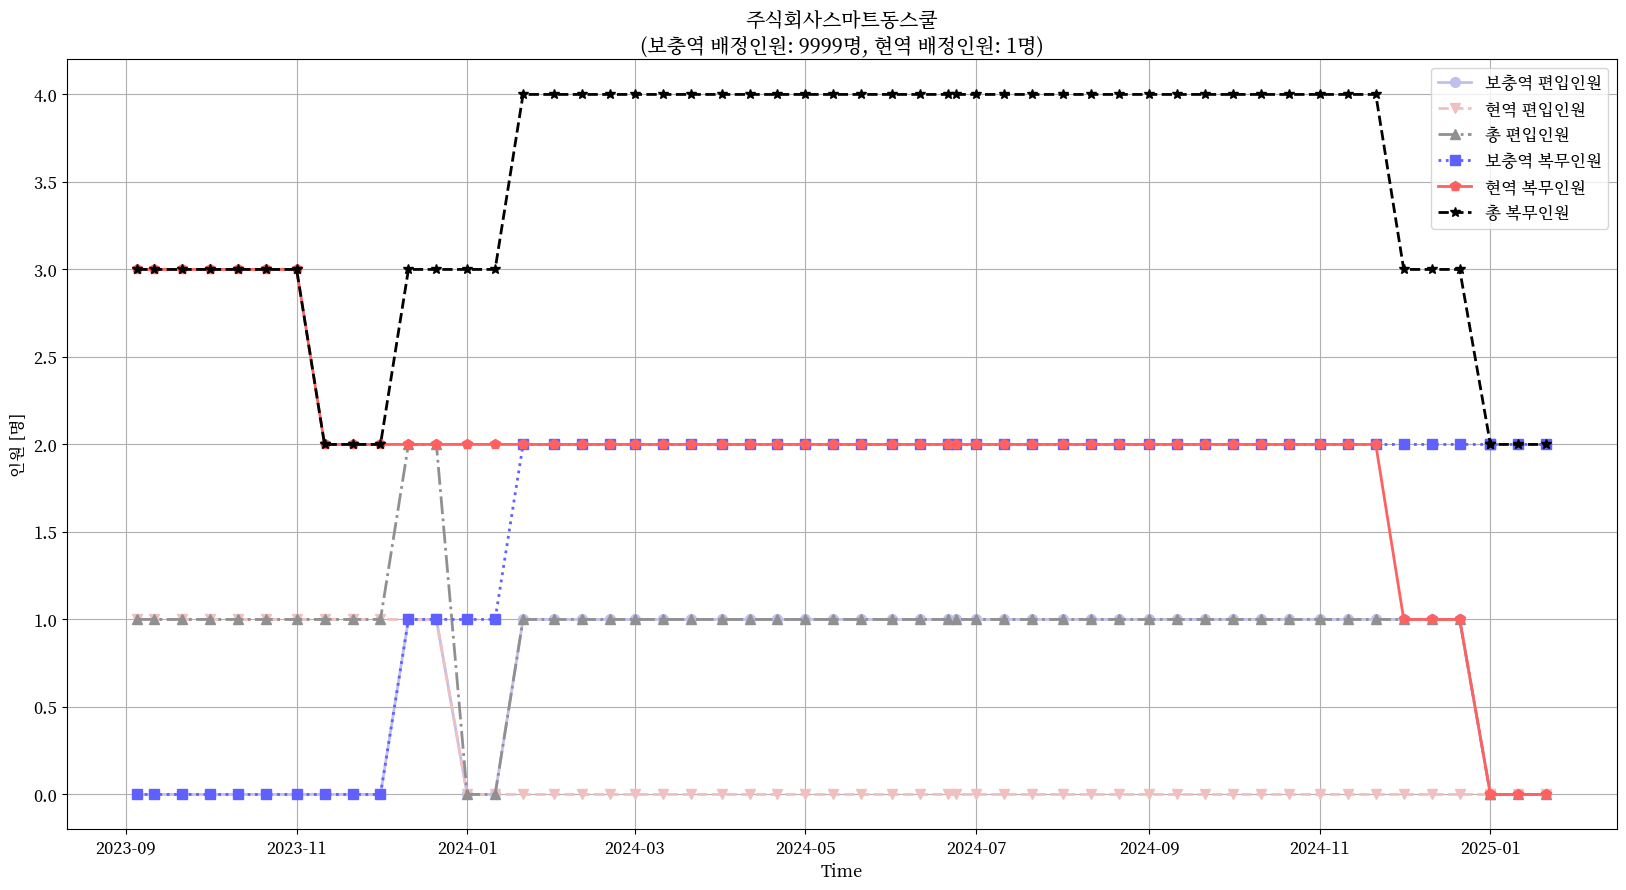 주식회사스마트동스쿨
(보충역 배정인원: 9999명, 현역 배정인원: 1명)
보충역 편입인원
현역 편입인원
총 편입인원
보충역 복무인원
현역 복무인원
총 복무인원
인원 [명]
4.0
3.5
3.0
2.5
2.0
1.5
1.0
0.5
0.0
2023-09
2023-11
2024-01
2024-03
2024-05
2024-07
2024-09
2024-11
2025-01
Time